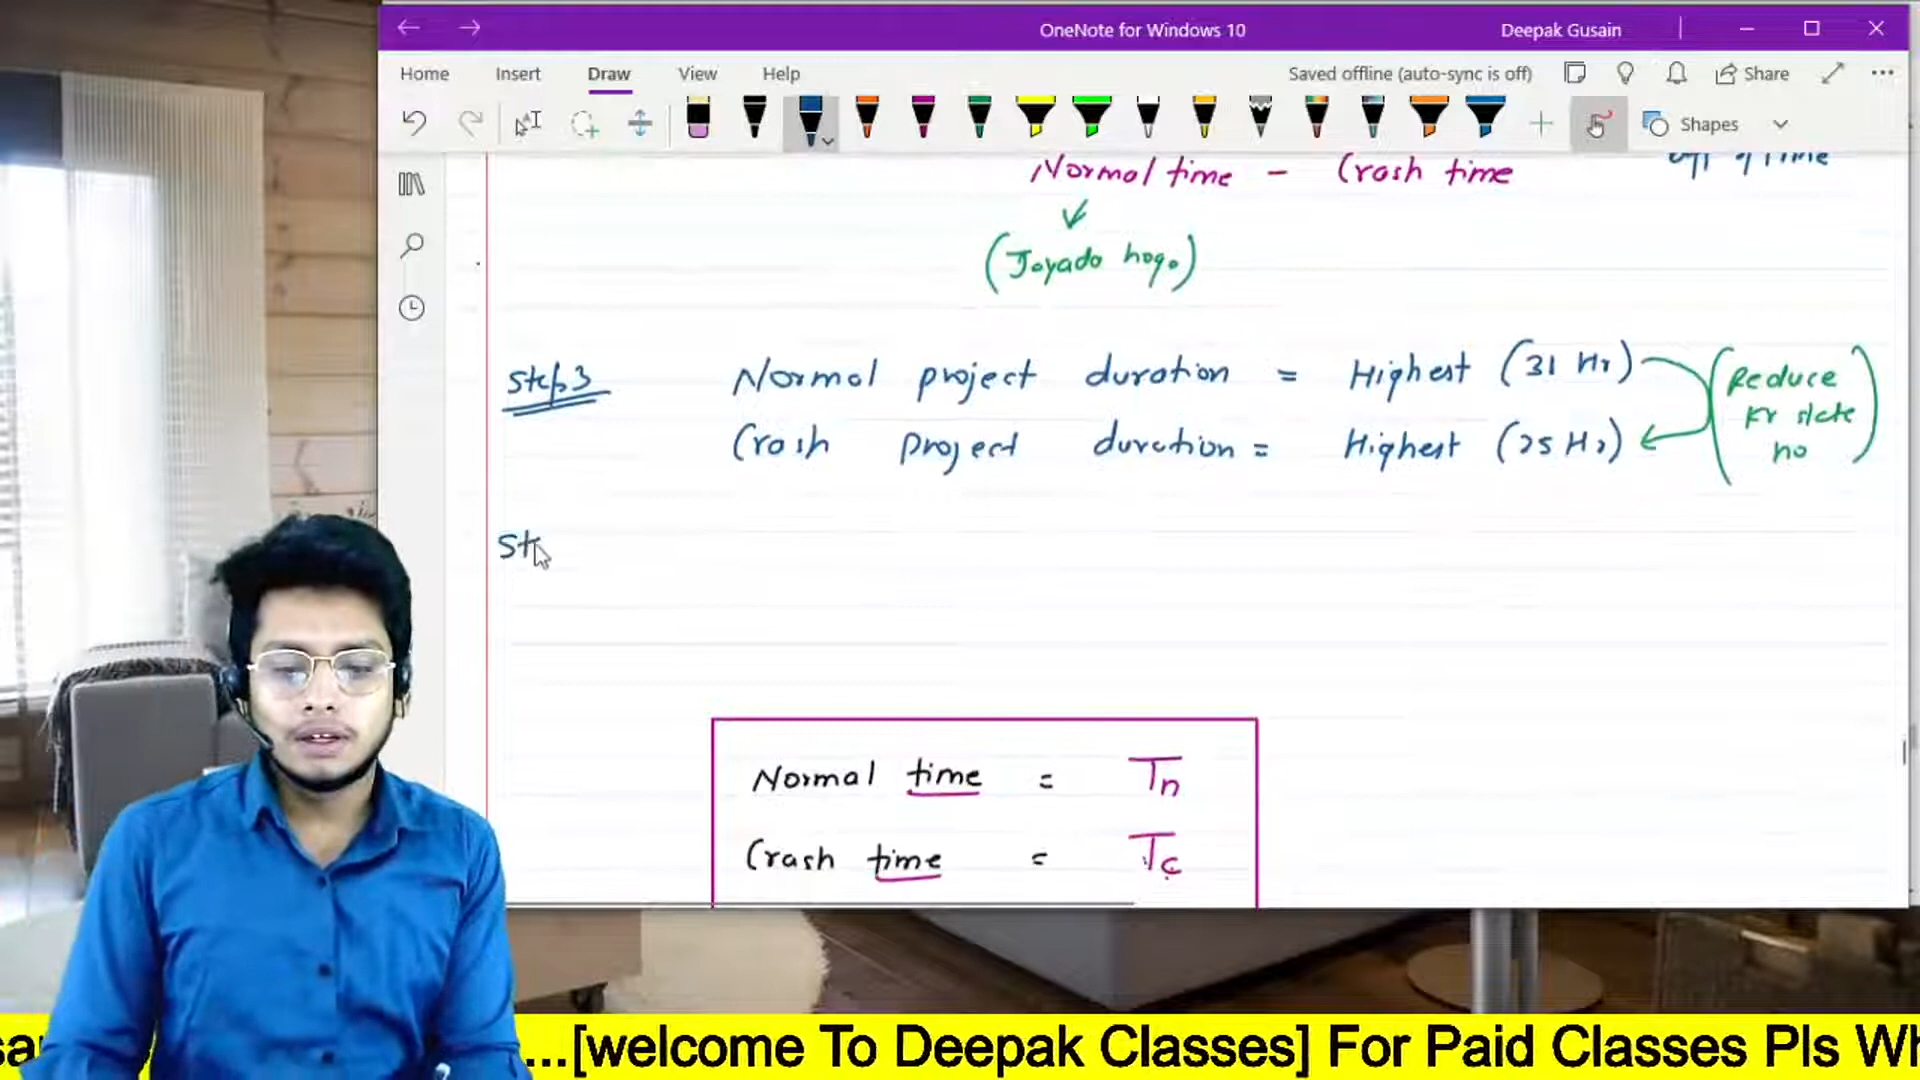 OneNote for Windows 10
Deepak Gusain
Home Insert Draw View Help
Saved offline (auto-sync is off)
Share
Shapes
Normal time - Crash time
time
(Jayada hoga)
Step 3
Normal project duration = Highest (31 Hr)
Crash project duration = Highest (25 Hr)
(Reduce
kr skte
ho)
St
Normal time = Tn
Crash time = Tc
...[welcome To Deepak Classes] For Paid Classes Pls Wh